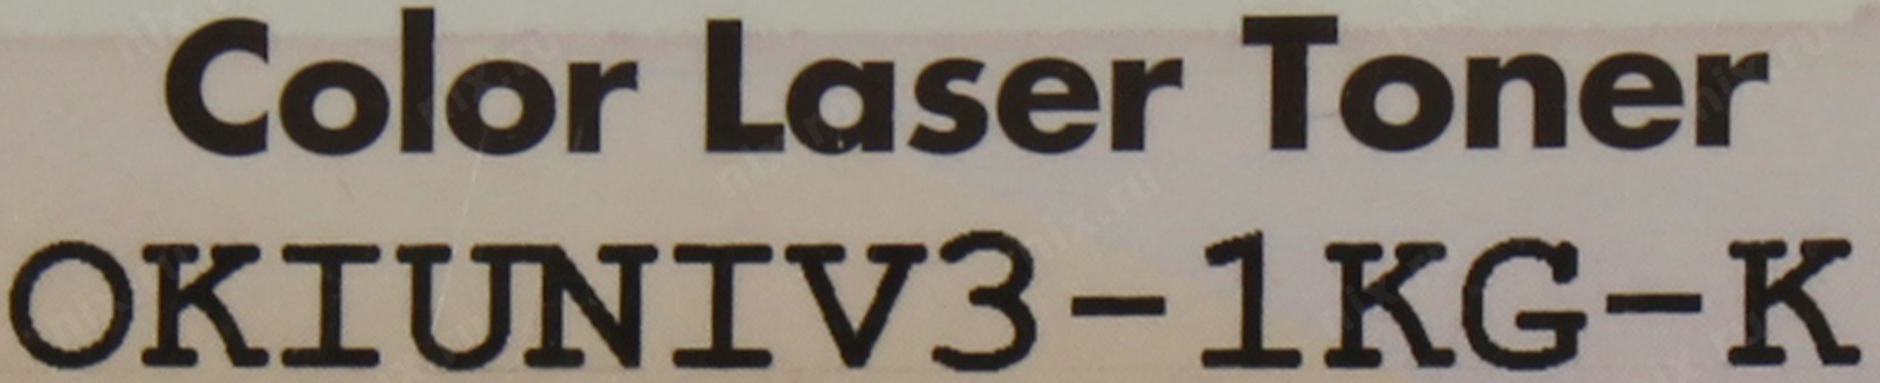 Color Laser Toner
OKIUNIV3-1KG-K